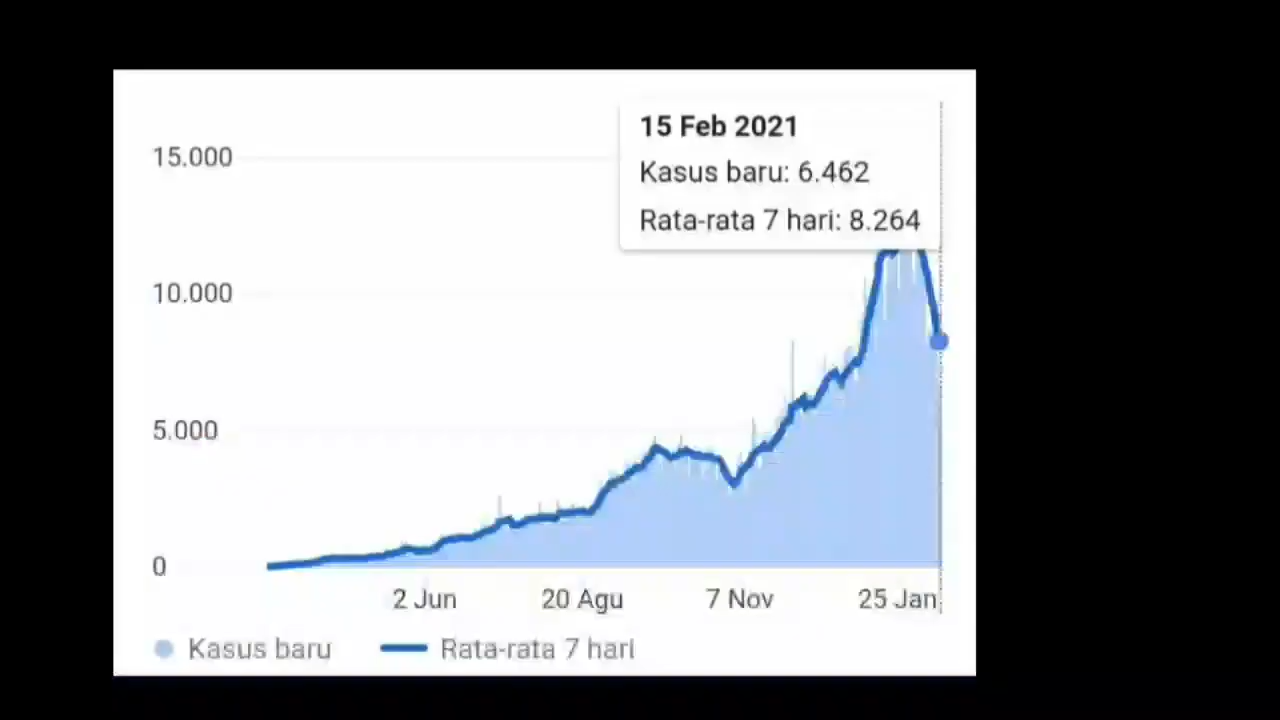 15 Feb 2021
Kasus baru: 6.462
Rata-rata 7 hari: 8.264
15.000
10.000
5.000
0
2 Jun
20 Agu
7 Nov
25 Jan
Kasus baru
Rata-rata 7 hari